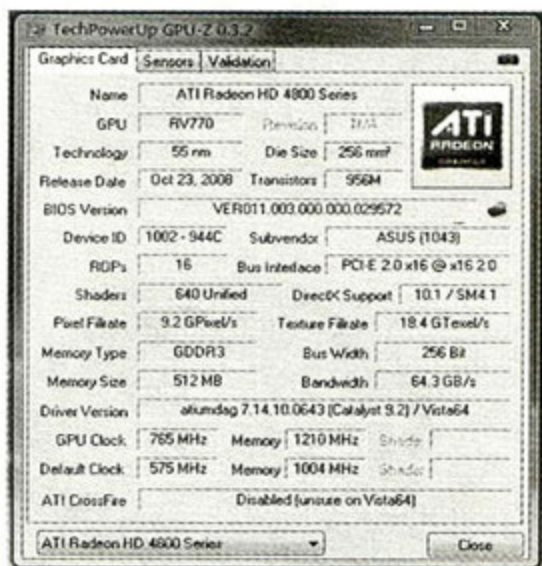 TechPowerUp GPU-Z 0.3.2
Graphics Card Sensors Validation
Name ATI Radeon HD 4800 Series
GPU RV770 Revision
Technology 55 nm Die Size 256 mm²
Release Date Oct 23, 2008 Transistors 956M
ATI
RADEON
GRAPHICS
BIOS Version VER011.003.000.000.029572
Device ID 1002 - 944C Subvendor ASUS (1043)
ROPs 16 Bus Interface PCI-E 2.0 x16 @ x16 2.0
Shaders 640 Unified DirectX Support 10.1 / SM4.1
Pixel Fillrate 9.2 GPixel/s Texture Fillrate 18.4 GTexel/s
Memory Type GDDR3 Bus Width 256 Bit
Memory Size 512 MB Bandwidth 64.3 GB/s
Driver Version atiumdag 7.14.10.0643 (Catalyst 9.2) / Vista64
GPU Clock 765 MHz Memory 1210 MHz Shader
Default Clock 575 MHz Memory 1004 MHz Shader
ATI CrossFire Disabled (unsure on Vista64)
ATI Radeon HD 4800 Series Close